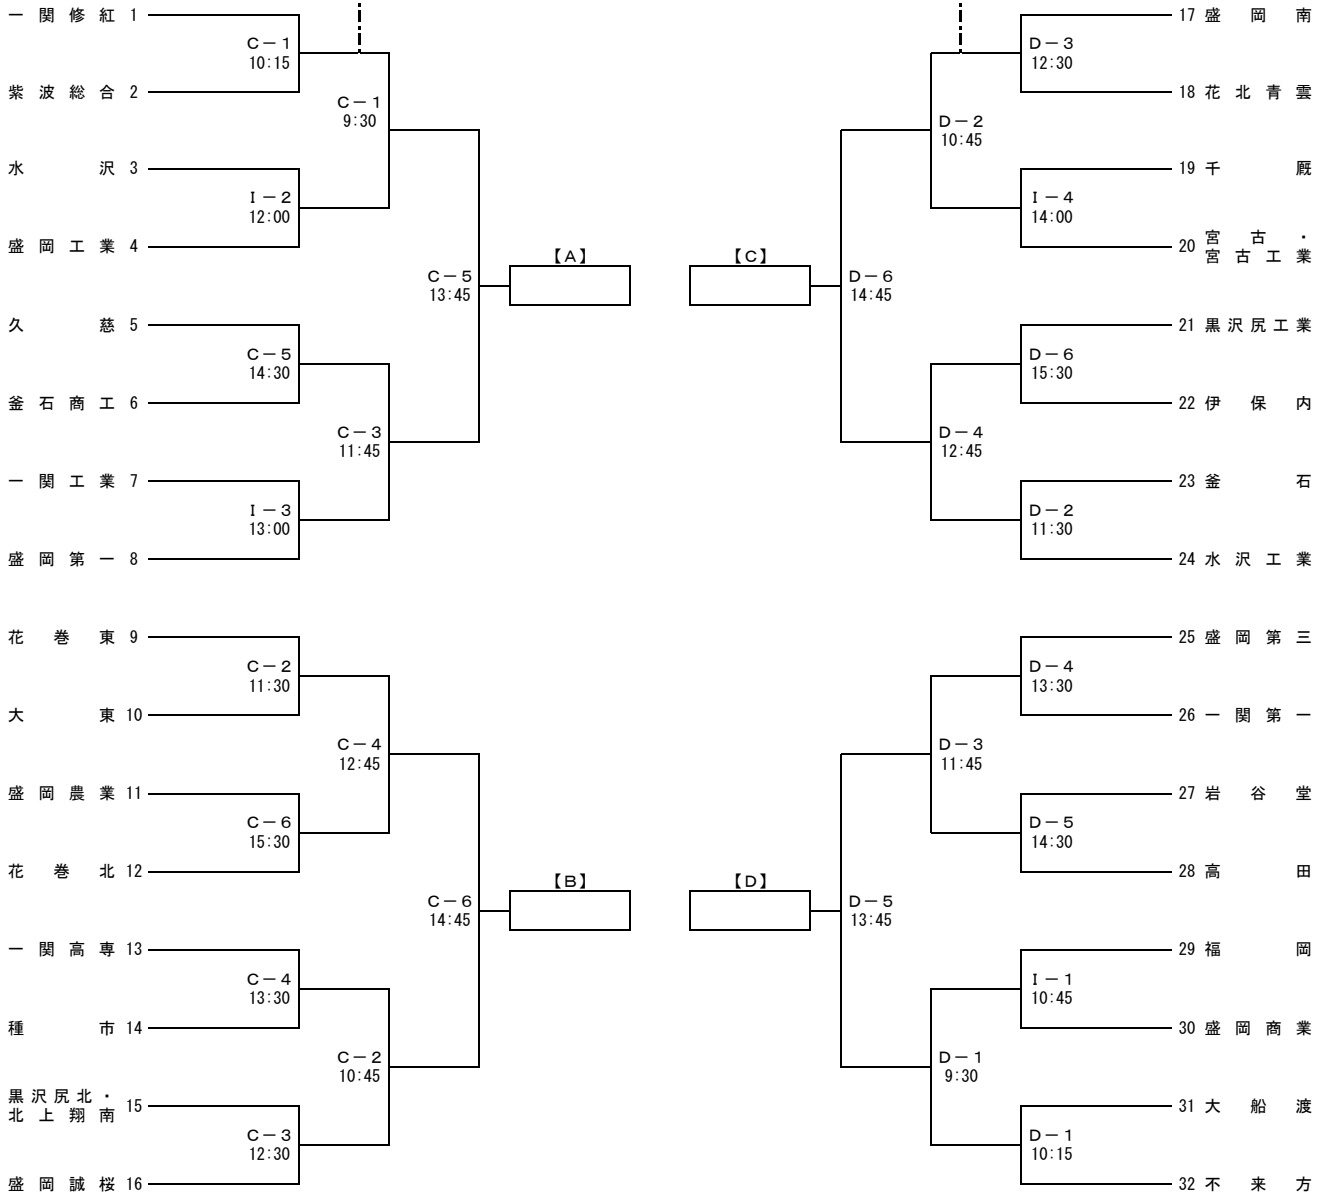 一関修紅 1
C－1
10:15
紫波総合 2
C－1
9:30
水沢 3
I－2
12:00
盛岡工業 4
【A】
C－5
13:45
久慈 5
C－5
14:30
釜石商工 6
C－3
11:45
一関工業 7
I－3
13:00
盛岡第一 8
花巻東 9
C－2
11:30
大東 10
C－4
12:45
盛岡農業 11
C－6
15:30
花巻北 12
【B】
C－6
14:45
一関高専 13
C－4
13:30
種市 14
C－2
10:45
黒沢尻北・
北上翔南 15
C－3
12:30
盛岡誠桜 16
17 盛岡南
D－3
12:30
18 花北青雲
D－2
10:45
19 千厩
I－4
14:00
20 宮古・
宮古工業
【C】
D－6
14:45
21 黒沢尻工業
D－6
15:30
22 伊保内
D－4
12:45
23 釜石
D－2
11:30
24 水沢工業
25 盛岡第三
D－4
13:30
26 一関第一
D－3
11:45
27 岩谷堂
D－5
14:30
28 高田
【D】
D－5
13:45
29 福岡
I－1
10:45
30 盛岡商業
D－1
9:30
31 大船渡
D－1
10:15
32 不来方